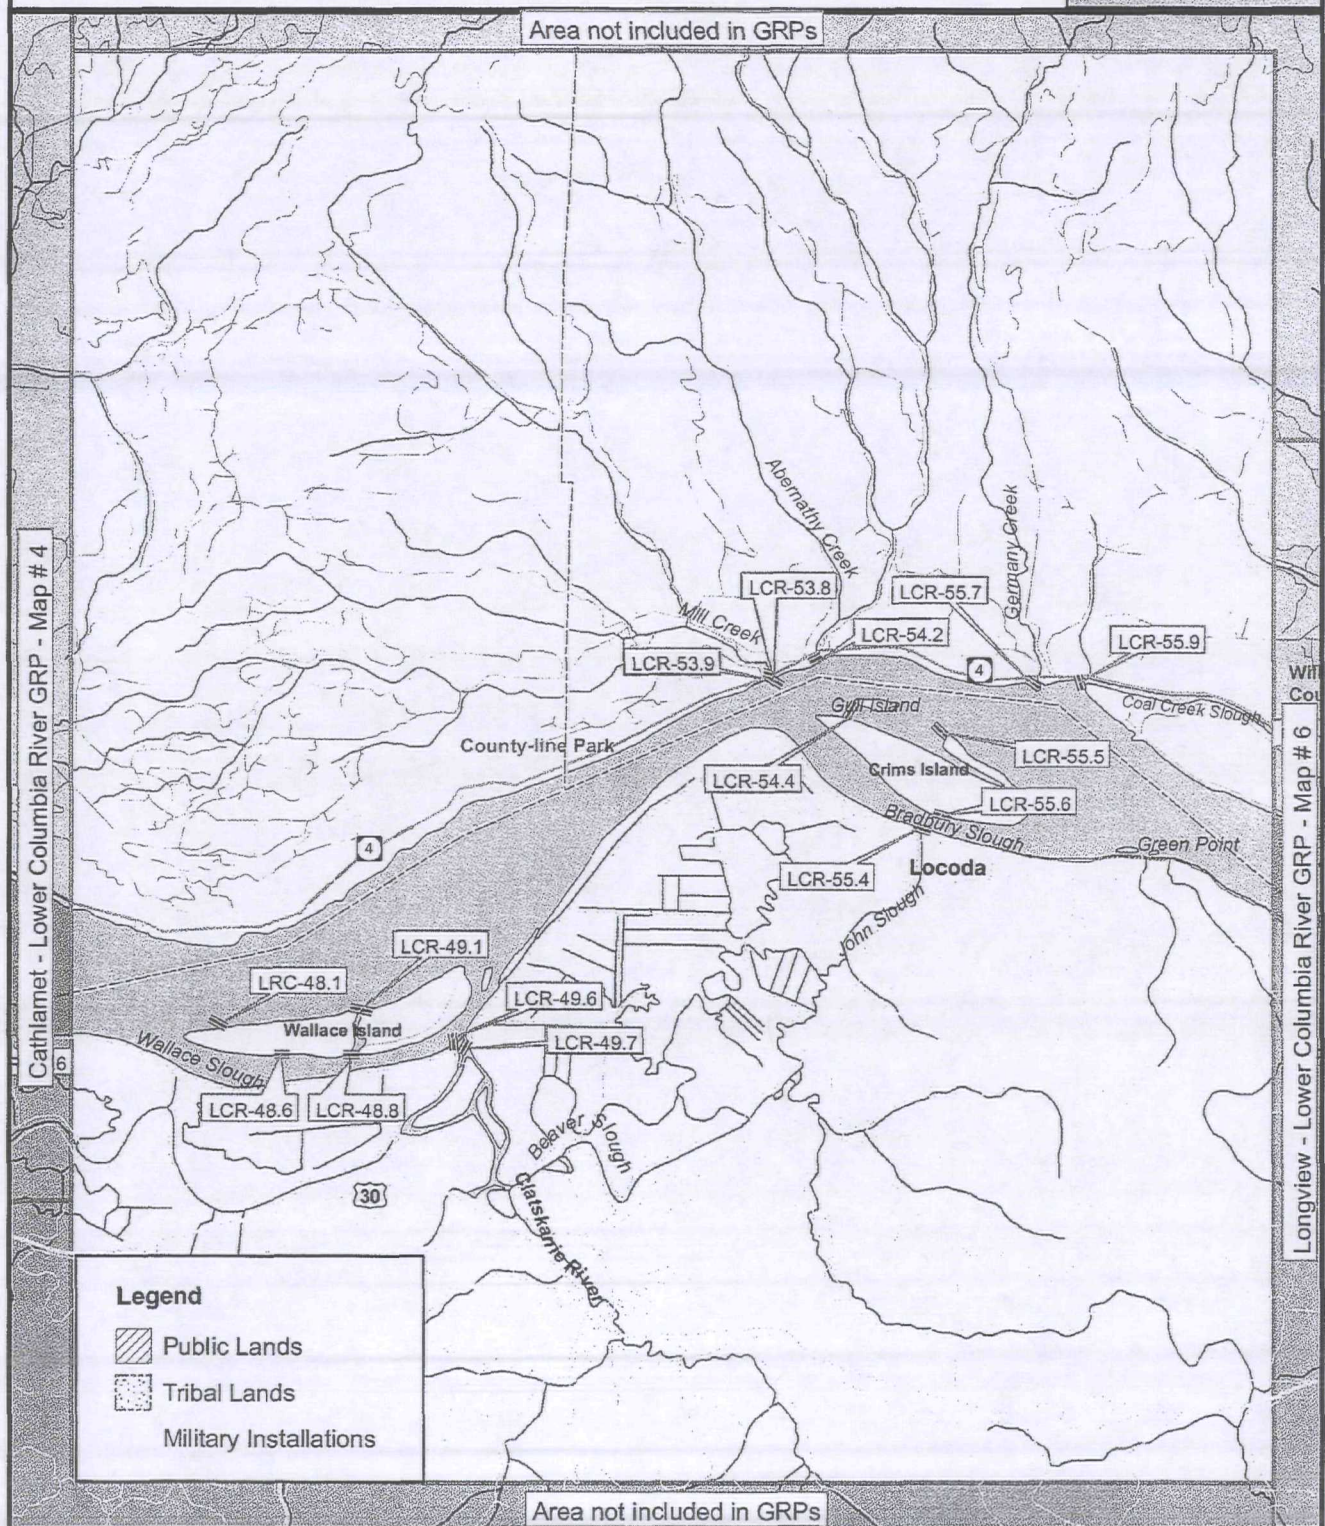 Area not included in GRPs
Cathlamet - Lower Columbia River GRP - Map # 4
Abernathy Creek
Germany Creek
LCR-53.8
LCR-55.7
Mill Creek
LCR-54.2
LCR-55.9
LCR-53.9
4
Gull Island
Coal Creek Slough
County-line Park
LCR-55.5
LCR-54.4
Crims Island
LCR-55.6
Bradbury Slough
Green Point
4
LCR-55.4
Locoda
John Slough
LCR-49.1
LRC-48.1
LCR-49.6
Wallace Island
LCR-49.7
Wallace Slough
6
LCR-48.6
LCR-48.8
Beaver Slough
30
Clatskanie River
Longview - Lower Columbia River GRP - Map # 6
Legend
Public Lands
Tribal Lands
Military Installations
Area not included in GRPs